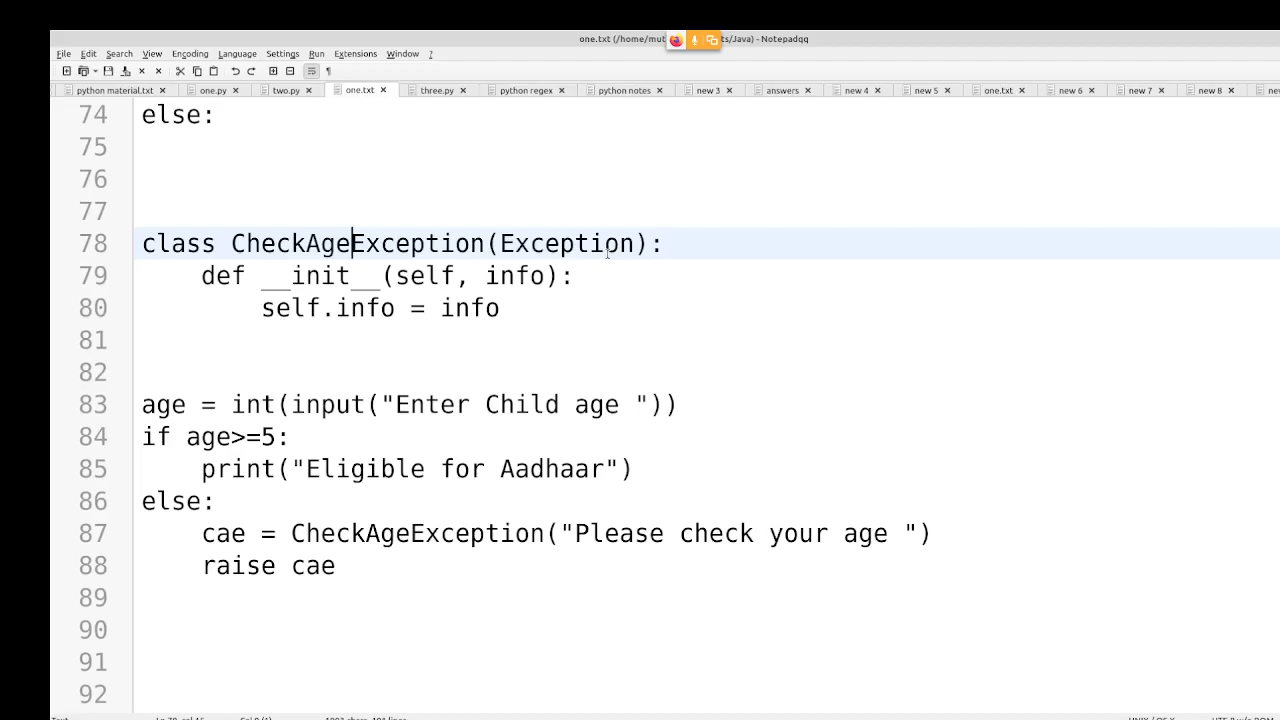 one.txt (/home/mut ts/Java) - Notepadqq
File Edit Search View Encoding Language Settings Run Extensions Window ?
python material.txt one.py two.py one.txt three.py python regex python notes new 3 answers new 4 new 5 one.txt new 6 new 7 new 8
74 else:
75
76
77
78 class CheckAgeException(Exception):
79     def __init__(self, info):
80         self.info = info
81
82
83 age = int(input("Enter Child age "))
84 if age>=5:
85     print("Eligible for Aadhaar")
86 else:
87     cae = CheckAgeException("Please check your age ")
88     raise cae
89
90
91
92